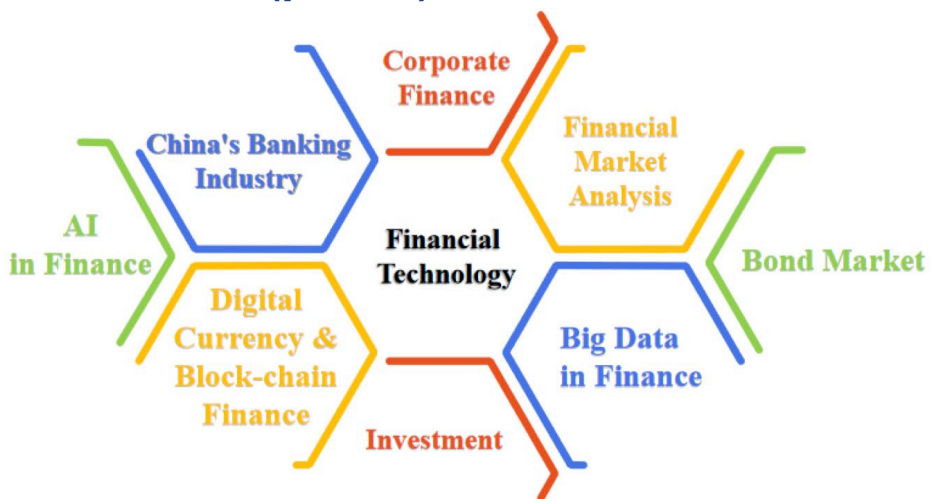 Corporate
Finance
China's Banking
Industry
Financial
Market
Analysis
AI
in Finance
Financial
Technology
Bond Market
Digital
Currency &
Block-chain
Finance
Big Data
in Finance
Investment